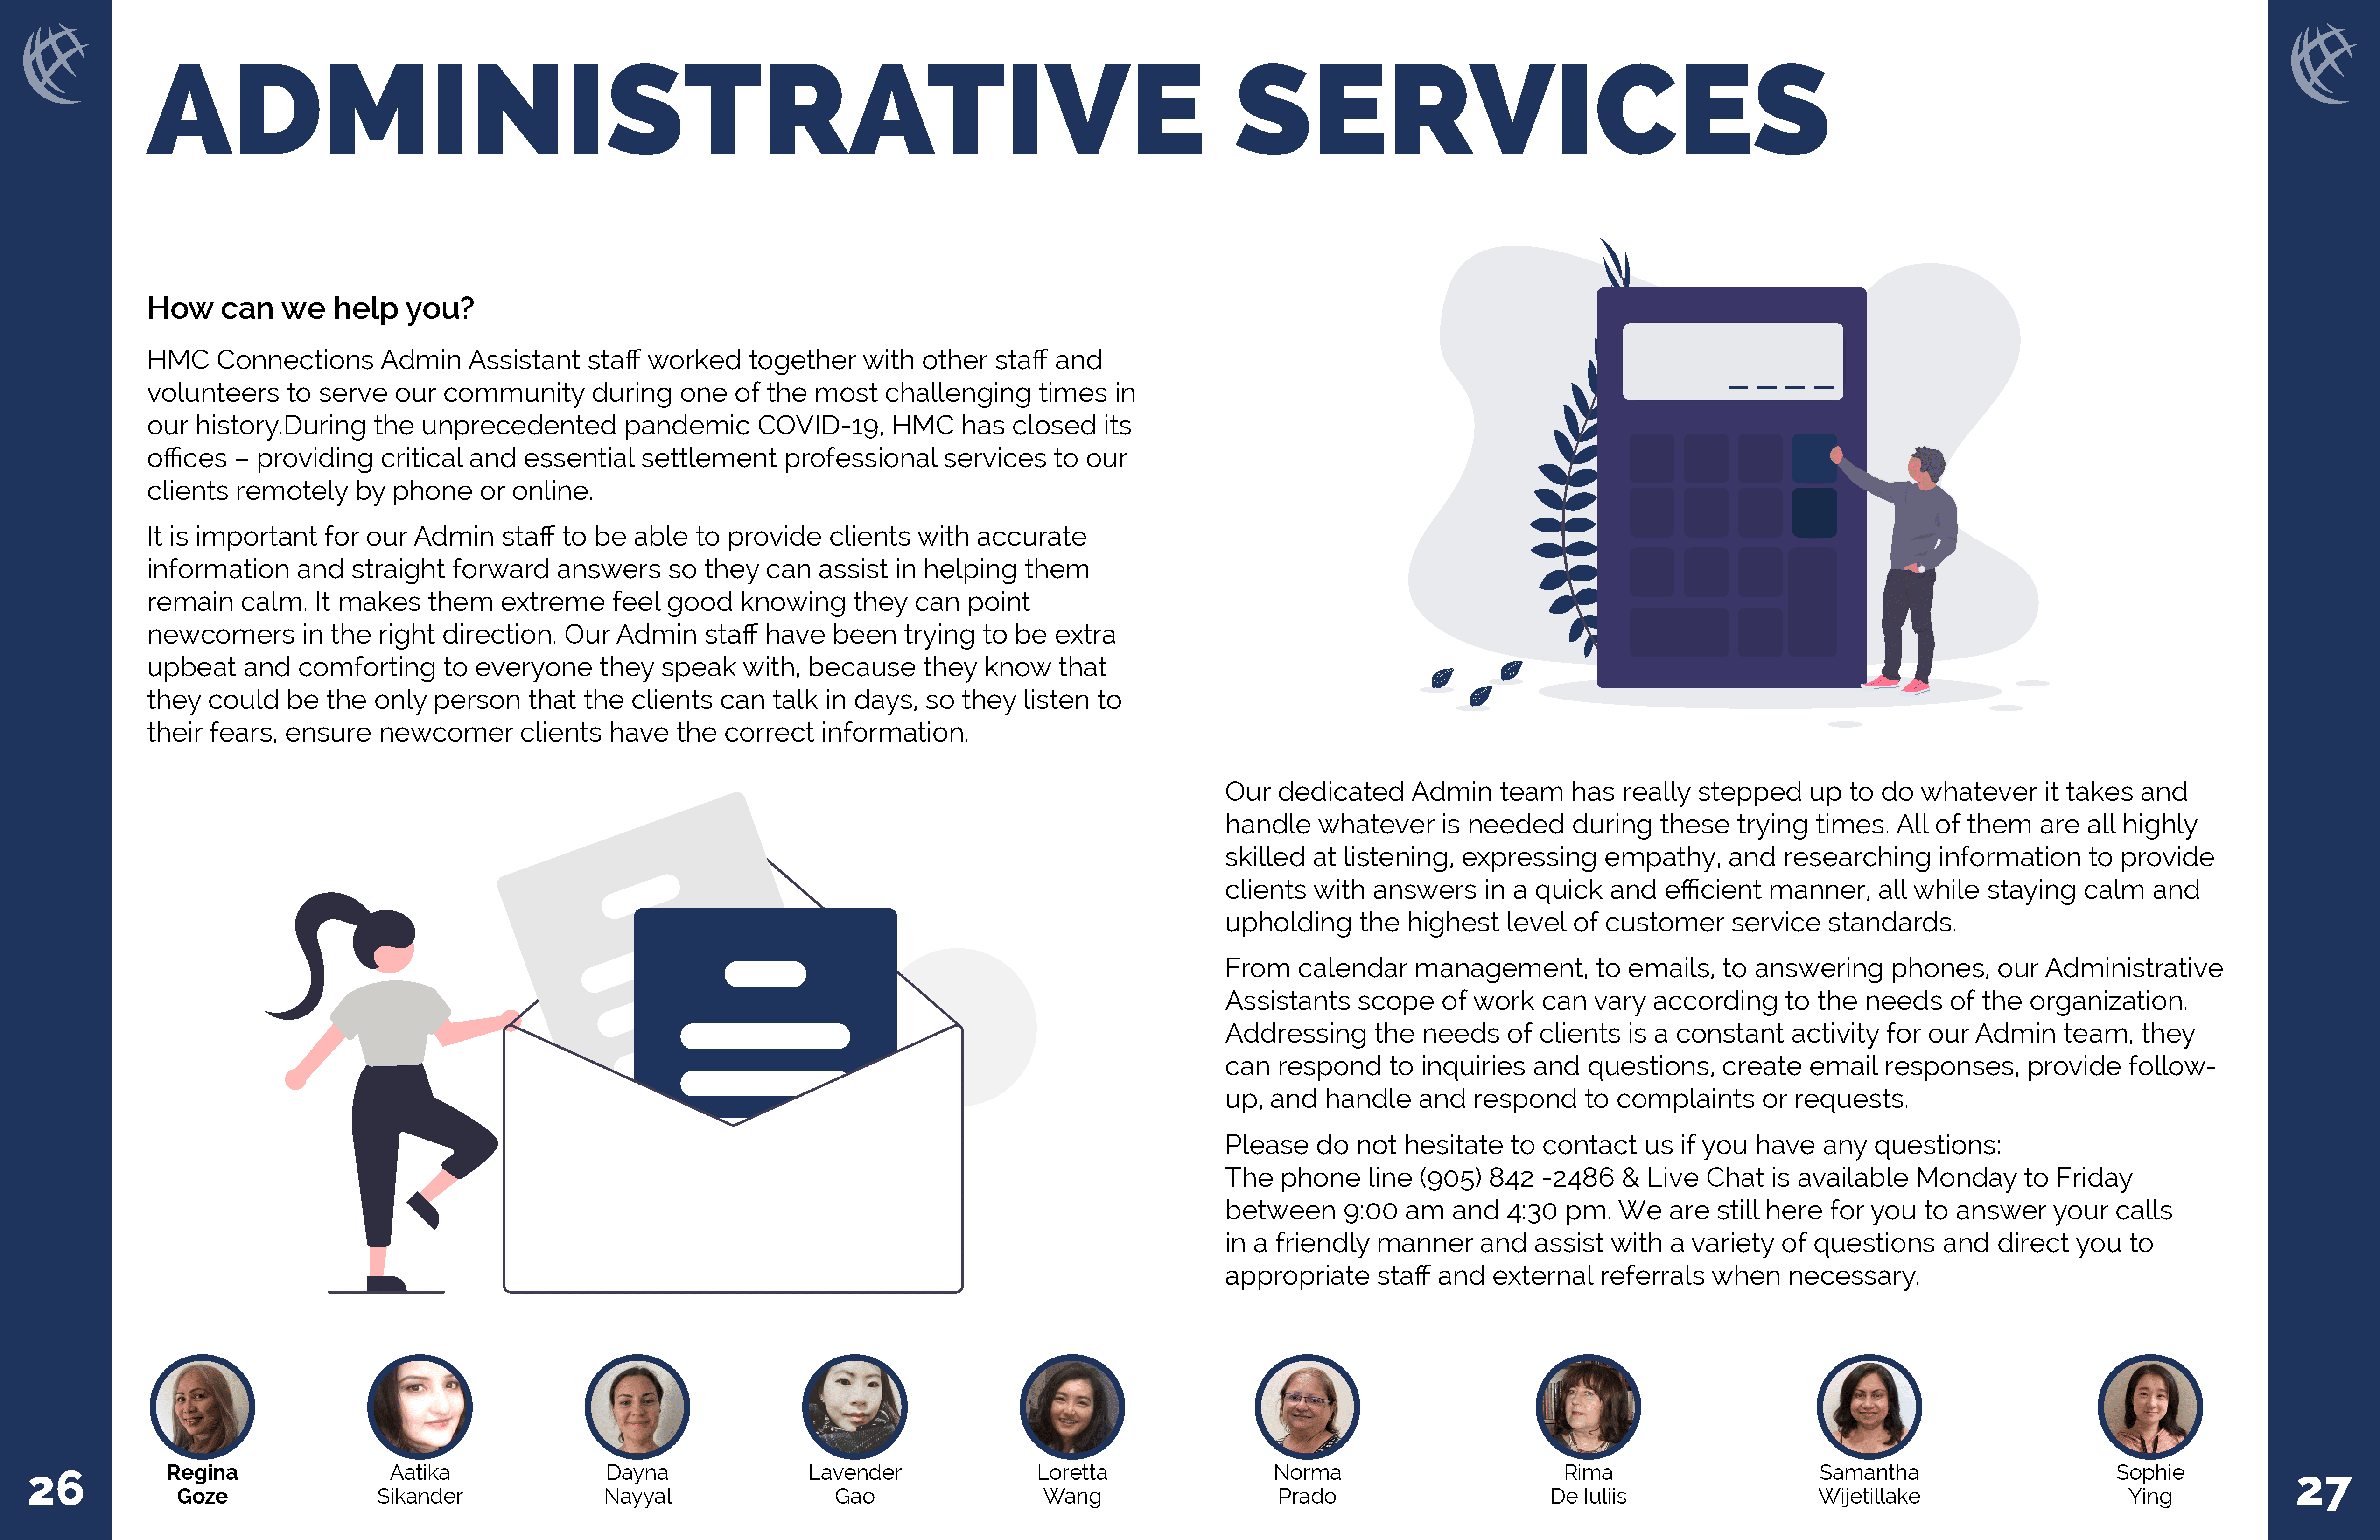 ADMINISTRATIVE SERVICES
How can we help you?
HMC Connections Admin Assistant staff worked together with other staff and
volunteers to serve our community during one of the most challenging times in
our history.During the unprecedented pandemic COVID-19, HMC has closed its
offices – providing critical and essential settlement professional services to our
clients remotely by phone or online.
It is important for our Admin staff to be able to provide clients with accurate
information and straight forward answers so they can assist in helping them
remain calm. It makes them extreme feel good knowing they can point
newcomers in the right direction. Our Admin staff have been trying to be extra
upbeat and comforting to everyone they speak with, because they know that
they could be the only person that the clients can talk in days, so they listen to
their fears, ensure newcomer clients have the correct information.
Our dedicated Admin team has really stepped up to do whatever it takes and
handle whatever is needed during these trying times. All of them are all highly
skilled at listening, expressing empathy, and researching information to provide
clients with answers in a quick and efficient manner, all while staying calm and
upholding the highest level of customer service standards.
From calendar management, to emails, to answering phones, our Administrative
Assistants scope of work can vary according to the needs of the organization.
Addressing the needs of clients is a constant activity for our Admin team, they
can respond to inquiries and questions, create email responses, provide follow-
up, and handle and respond to complaints or requests.
Please do not hesitate to contact us if you have any questions:
The phone line (905) 842 -2486 & Live Chat is available Monday to Friday
between 9:00 am and 4:30 pm. We are still here for you to answer your calls
in a friendly manner and assist with a variety of questions and direct you to
appropriate staff and external referrals when necessary.
Regina
Goze
Aatika
Sikander
Dayna
Nayyal
Lavender
Gao
Loretta
Wang
Norma
Prado
Rima
De Iuliis
Samantha
Wijetillake
Sophie
Ying
26
27